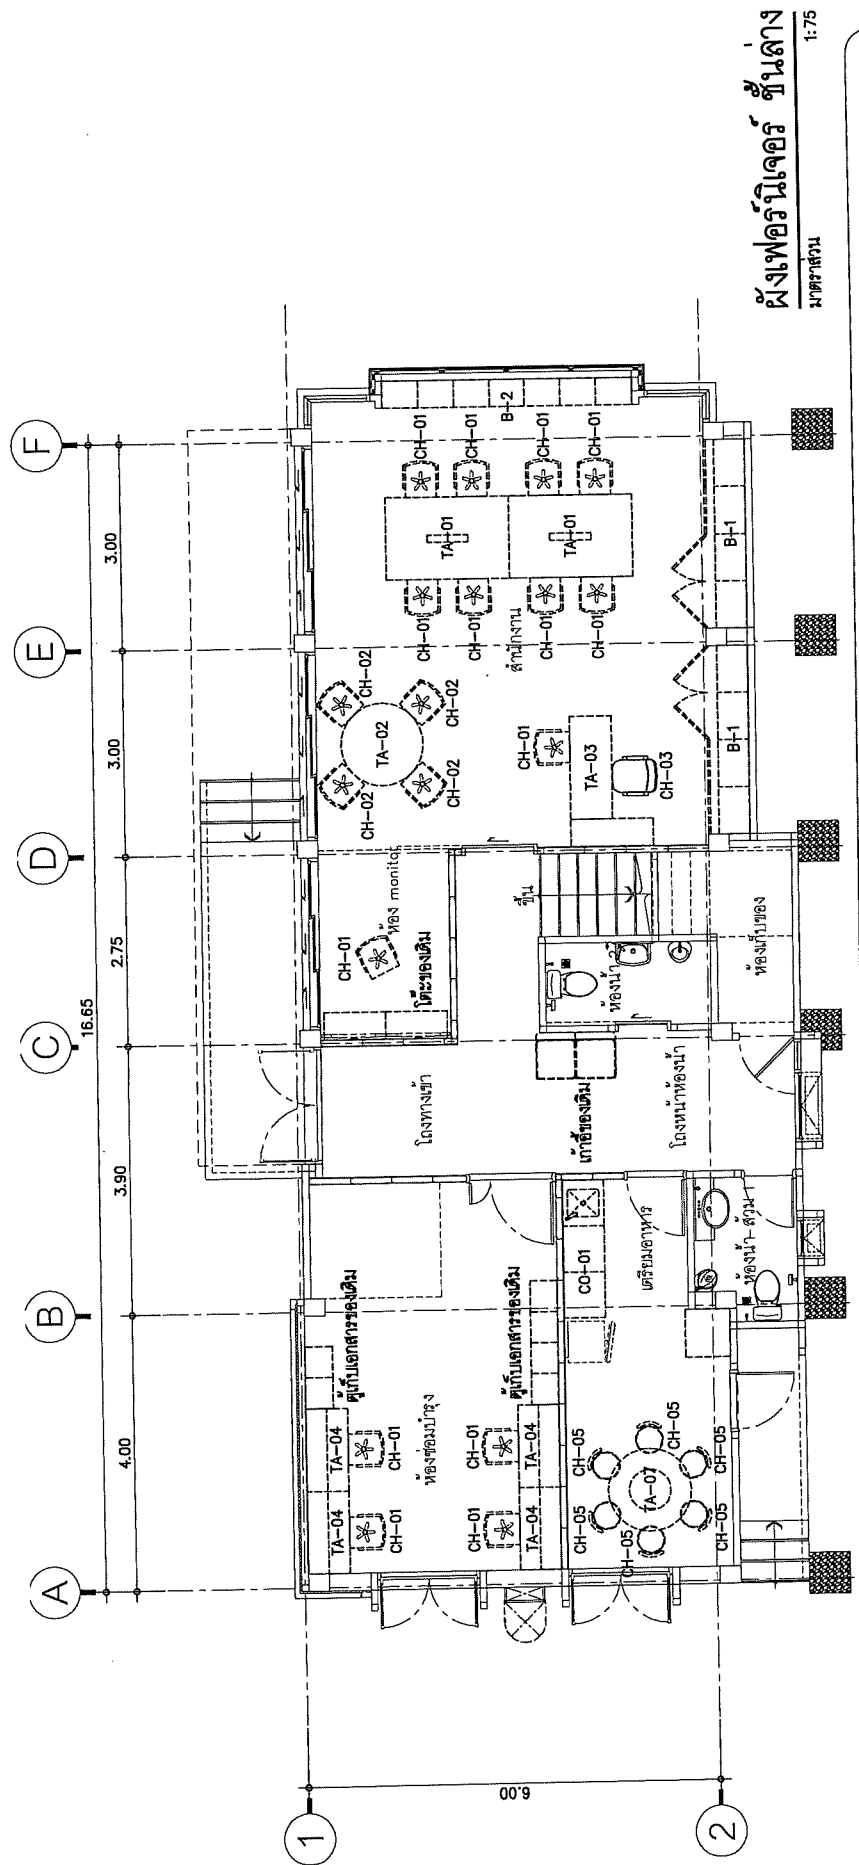 A
B
C
D
E
F
16.65
4.00
3.90
2.75
3.00
3.00
1
2
6.00
TA-04
TA-04
CH-01
CH-01
ตู้เก็บเอกสารของเดิม
ห้องซ่อมบำรุง
ตู้เก็บเอกสารของเดิม
CH-01
CH-01
TA-04
TA-04
CH-05
CH-05
CH-05
TA-07
CH-05
CH-05
CH-05
CO-01
เตรียมอาหาร
ห้องน้ำ-ส้วม 1
โถงทางเข้า
เก้าอี้ของเดิม
โถงหน้าห้องน้ำ
CH-01
ห้อง monitor
โต๊ะของเดิม
ขึ้น
ห้องน้ำ 2
ห้องเก็บของ
CH-02
CH-02
TA-02
CH-02
CH-02
CH-01
TA-03
CH-03
สำนักงาน
CH-01
CH-01
CH-01
CH-01
TA-01
TA-01
CH-01
CH-01
CH-01
CH-01
B-2
B-1
B-1
ผังเฟอร์นิเจอร์ ชั้นล่าง
มาตราส่วน 1:75